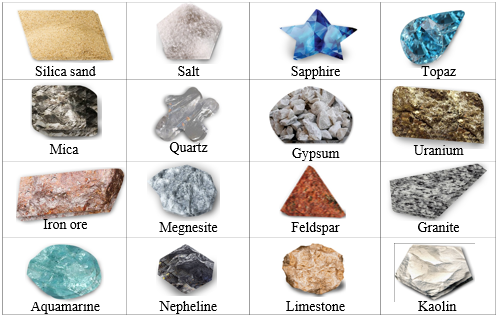 Silica sand
Salt
Sapphire
Topaz
Mica
Quartz
Gypsum
Uranium
Iron ore
Megnesite
Feldspar
Granite
Aquamarine
Nepheline
Limestone
Kaolin